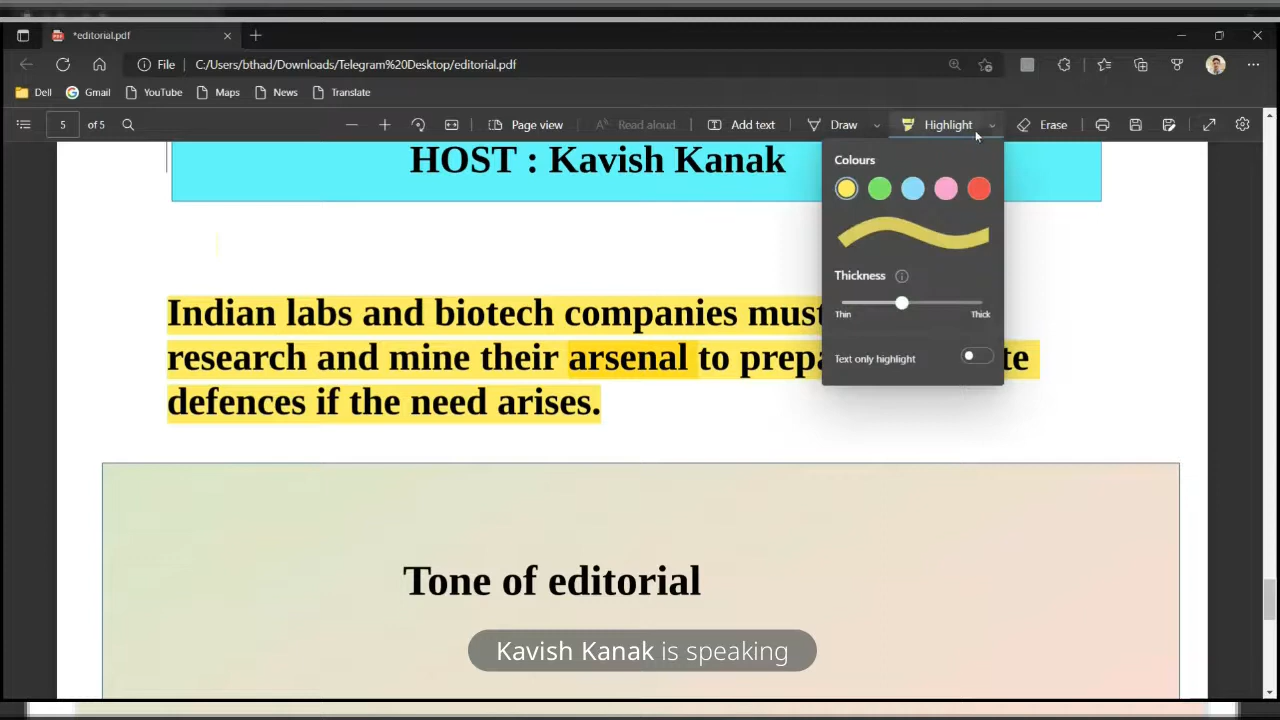 *editorial.pdf
File
C:/Users/bthad/Downloads/Telegram%20Desktop/editorial.pdf
Dell Gmail YouTube Maps News Translate
5 of 5 Page view Read aloud Add text Draw Highlight Erase
HOST : Kavish Kanak
Colours
Thickness
Thin Thick
Text only highlight
Indian labs and biotech companies must
research and mine their arsenal to
defences if the need arises.
Tone of editorial
Kavish Kanak is speaking